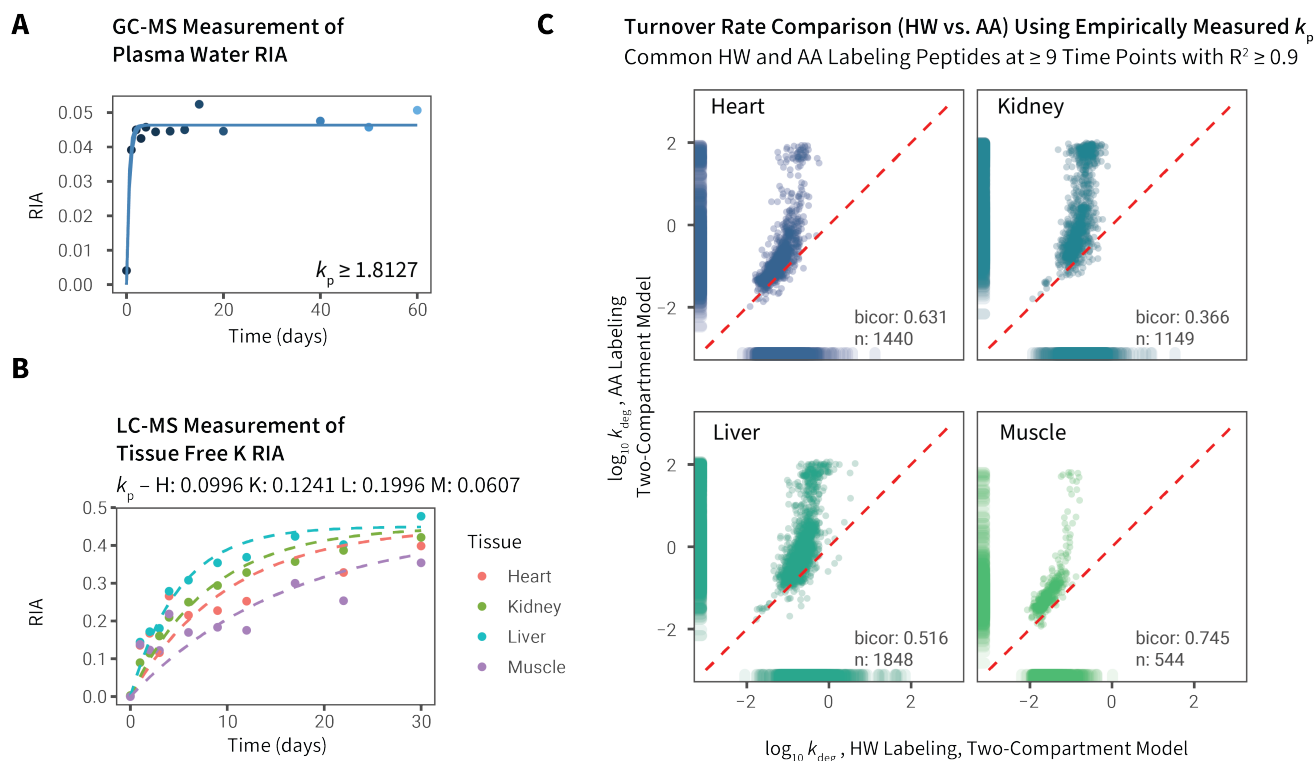 A
GC-MS Measurement of
Plasma Water RIA
0.05
0.04
0.03
0.02
0.01
0.00
RIA
kp ≥ 1.8127
0
20
40
60
Time (days)
B
LC-MS Measurement of
Tissue Free K RIA
kp – H: 0.0996 K: 0.1241 L: 0.1996 M: 0.0607
0.5
0.4
0.3
0.2
0.1
0.0
RIA
0
10
20
30
Time (days)
Tissue
Heart
Kidney
Liver
Muscle
C
Turnover Rate Comparison (HW vs. AA) Using Empirically Measured kp
Common HW and AA Labeling Peptides at ≥ 9 Time Points with R² ≥ 0.9
log10 kdeg , AA Labeling
Two-Compartment Model
Heart
2
0
−2
bicor: 0.631
n: 1440
Kidney
bicor: 0.366
n: 1149
Liver
2
0
−2
bicor: 0.516
n: 1848
Muscle
bicor: 0.745
n: 544
−2
0
2
−2
0
2
log10 kdeg , HW Labeling, Two-Compartment Model